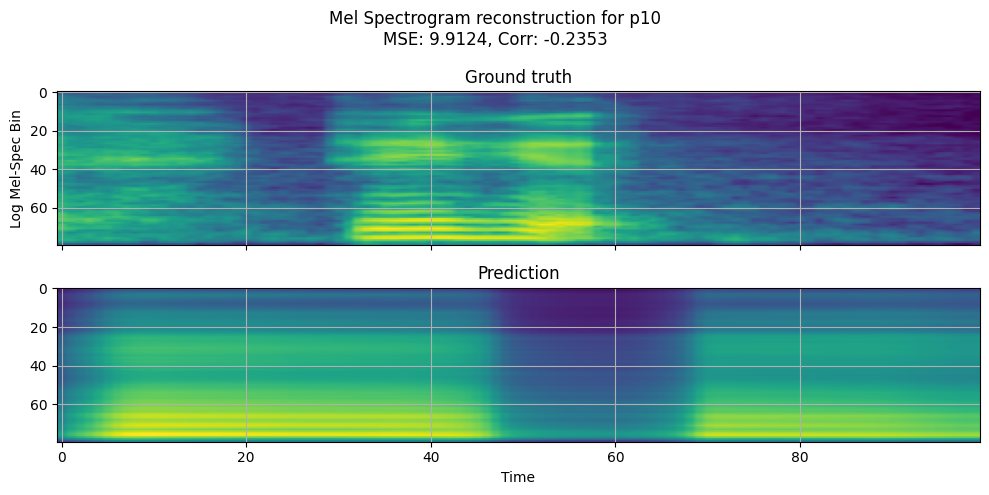 Mel Spectrogram reconstruction for p10
MSE: 9.9124, Corr: -0.2353
Ground truth
0
20
40
60
Log Mel-Spec Bin
Prediction
0
20
40
60
0 20 40 60 80
Time